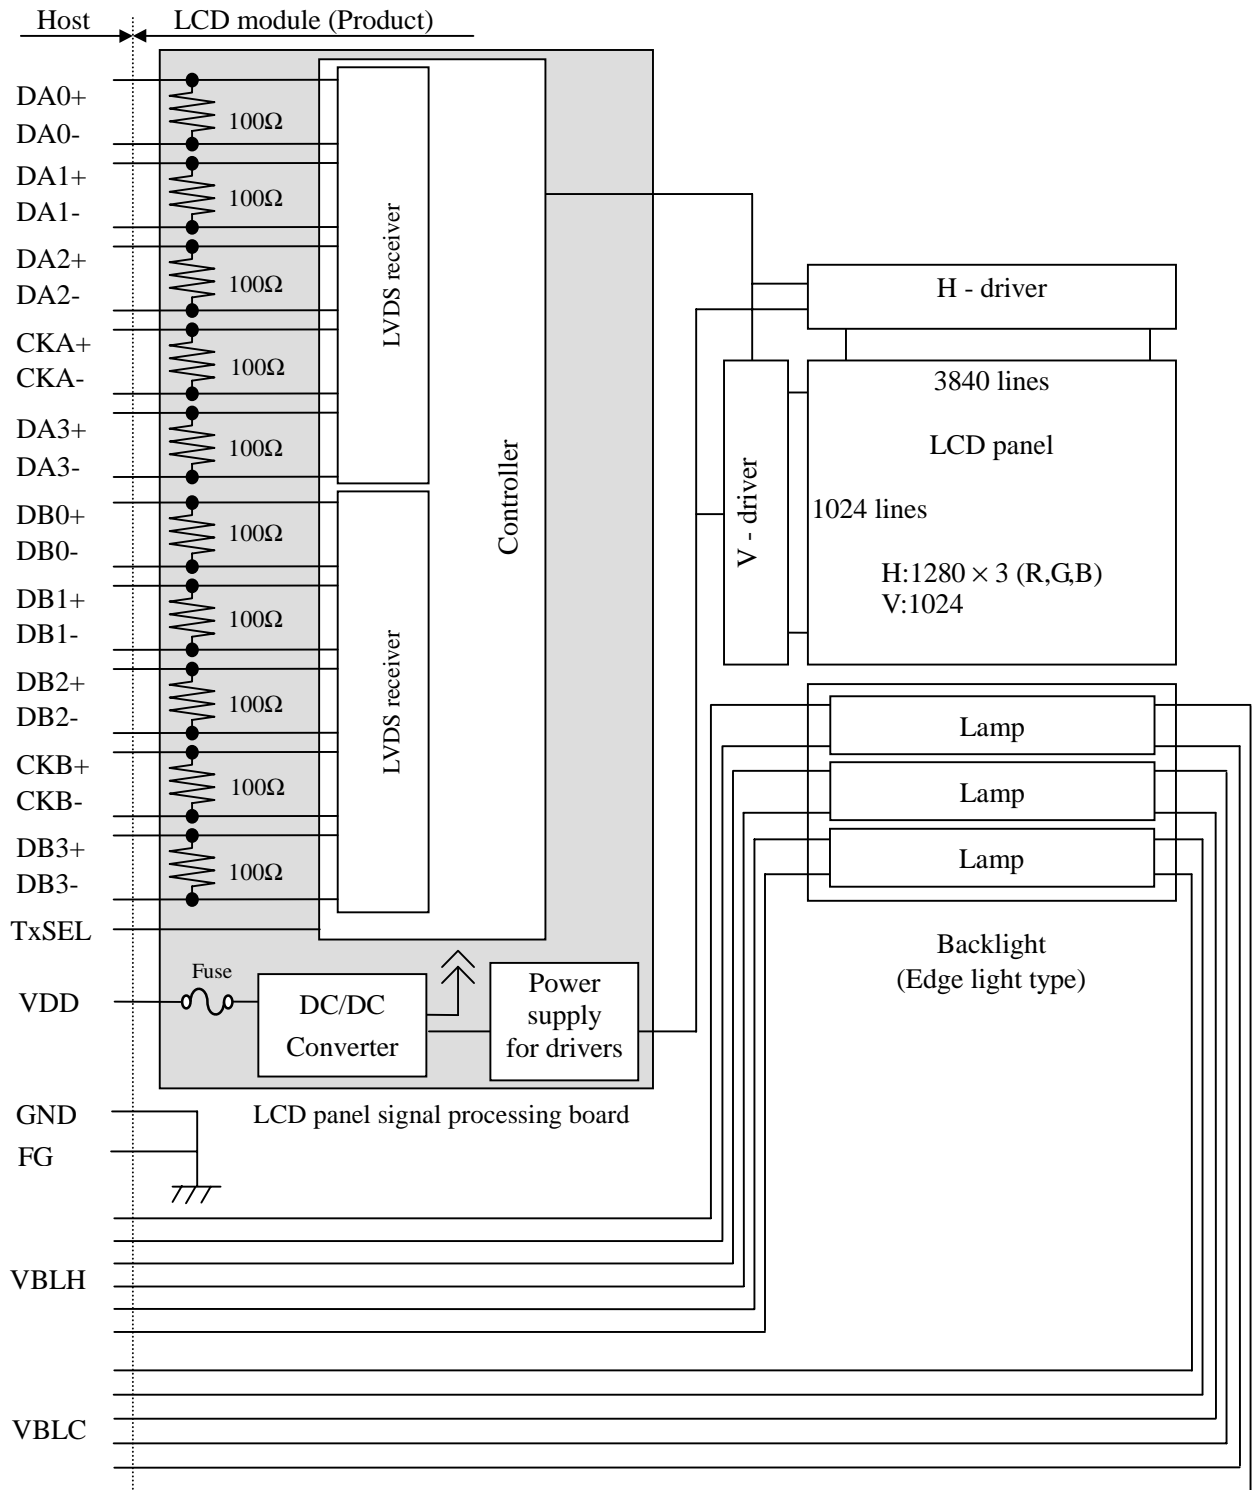 Host
LCD module (Product)
DA0+
DA0-
100Ω
DA1+
DA1-
100Ω
DA2+
DA2-
100Ω
CKA+
CKA-
100Ω
DA3+
DA3-
100Ω
LVDS receiver
DB0+
DB0-
100Ω
DB1+
DB1-
100Ω
DB2+
DB2-
100Ω
CKB+
CKB-
100Ω
DB3+
DB3-
100Ω
LVDS receiver
Controller
TxSEL
VDD
Fuse
DC/DC
Converter
Power
supply
for drivers
LCD panel signal processing board
GND
FG
VBLH
VBLC
H - driver
V - driver
3840 lines
LCD panel
1024 lines
H:1280 × 3 (R,G,B)
V:1024
Lamp
Lamp
Lamp
Backlight
(Edge light type)